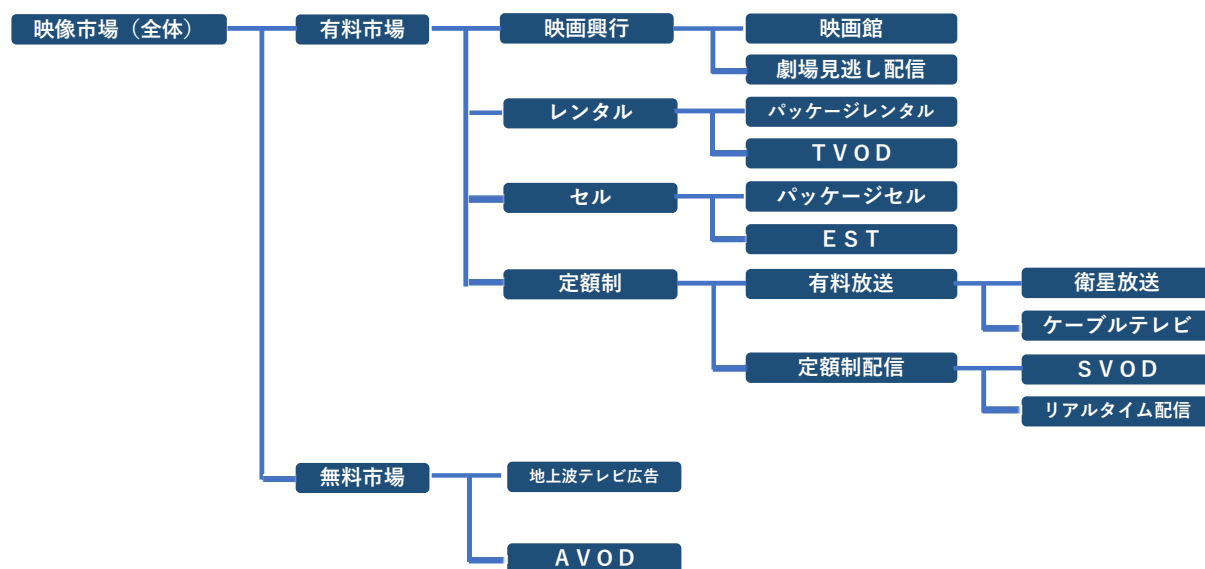 映像市場（全体）
有料市場
映画興行
映画館
劇場見逃し配信
レンタル
パッケージレンタル
ＴＶＯＤ
セル
パッケージセル
ＥＳＴ
定額制
有料放送
衛星放送
ケーブルテレビ
定額制配信
ＳＶＯＤ
リアルタイム配信
無料市場
地上波テレビ広告
ＡＶＯＤ